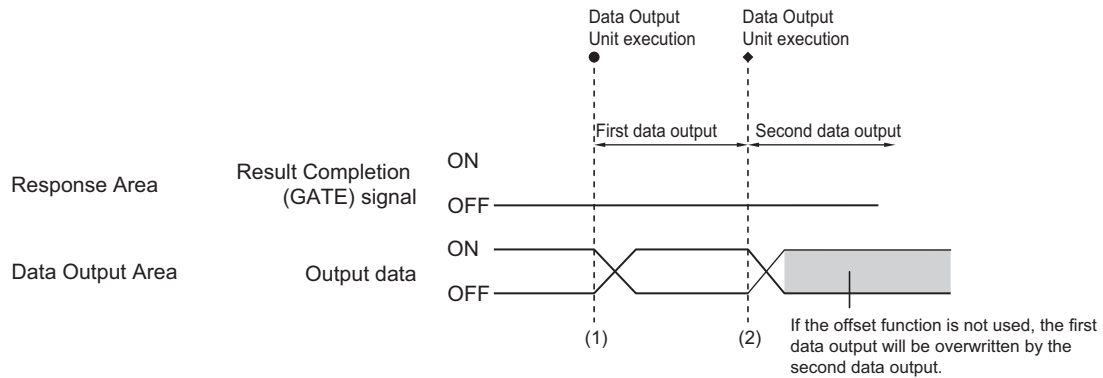 Data Output
Unit execution
Data Output
Unit execution
First data output
Second data output
Response Area
Result Completion
(GATE) signal
ON
OFF
Data Output Area
Output data
ON
OFF
(1)
(2)
If the offset function is not used, the first
data output will be overwritten by the
second data output.